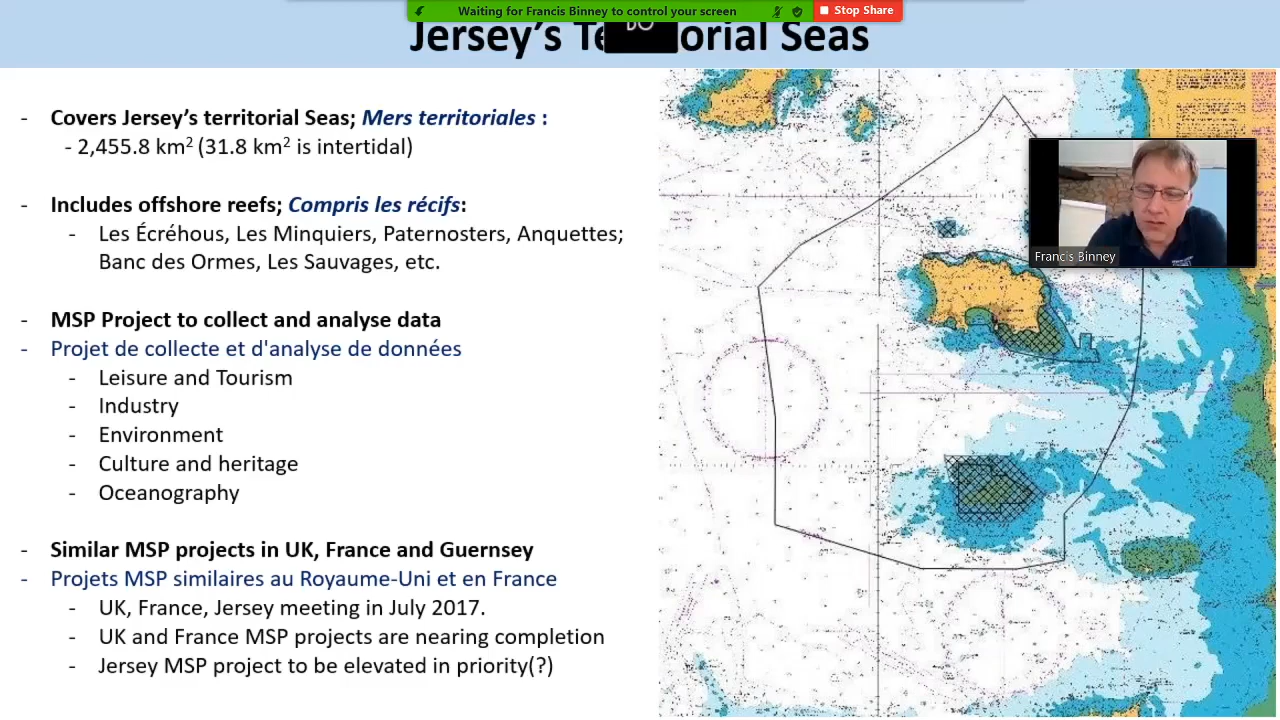 Waiting for Francis Binney to control your screen
Stop Share
Jersey's Te orial Seas
- Covers Jersey's territorial Seas; Mers territoriales :
- 2,455.8 km² (31.8 km² is intertidal)
- Includes offshore reefs; Compris les récifs:
- Les Écréhous, Les Minquiers, Paternosters, Anquettes;
Banc des Ormes, Les Sauvages, etc.
- MSP Project to collect and analyse data
- Projet de collecte et d'analyse de données
- Leisure and Tourism
- Industry
- Environment
- Culture and heritage
- Oceanography
- Similar MSP projects in UK, France and Guernsey
- Projets MSP similaires au Royaume-Uni et en France
- UK, France, Jersey meeting in July 2017.
- UK and France MSP projects are nearing completion
- Jersey MSP project to be elevated in priority(?)
Francis Binney